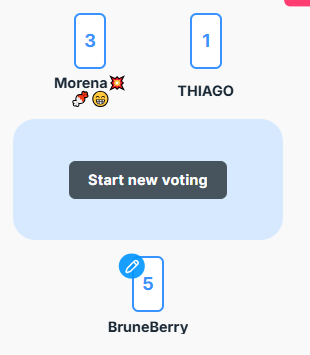 3
1
Morena💥
🐔😁
THIAGO
Start new voting
5
BruneBerry